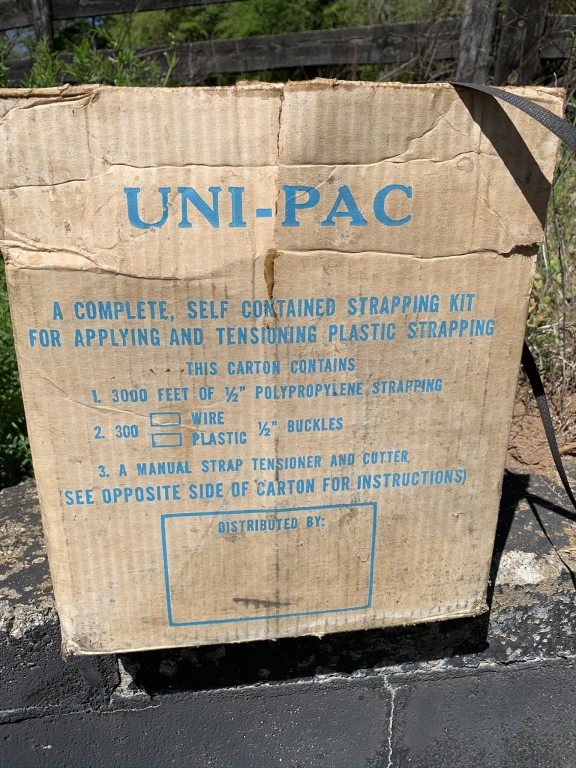 UNI-PAC
A COMPLETE, SELF CONTAINED STRAPPING KIT
FOR APPLYING AND TENSIONING PLASTIC STRAPPING
THIS CARTON CONTAINS
1. 3000 FEET OF ½" POLYPROPYLENE STRAPPING
2. 300 WIRE
PLASTIC ½" BUCKLES
3. A MANUAL STRAP TENSIONER AND CUTTER
(SEE OPPOSITE SIDE OF CARTON FOR INSTRUCTIONS)
DISTRIBUTED BY: